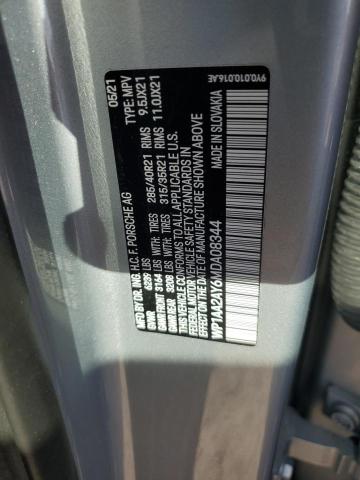 MFD BY DR. ING. H.C. F. PORSCHE AG 05/21
GVWR 6239 LBS TYPE: MPV
GAWR FRONT 3164 LBS WITH: TIRES 285/40R21 RIMS 9.5JX21
GAWR REAR 3208 LBS WITH: TIRES 315/35R21 RIMS 11.0JX21
THIS VEHICLE CONFORMS TO ALL APPLICABLE U.S.
FEDERAL MOTOR VEHICLE SAFETY STANDARDS IN
EFFECT ON THE DATE OF MANUFACTURE SHOWN ABOVE
WP1AA2AY6MDA08344 MADE IN SLOVAKIA
9Y0.010.016.AE